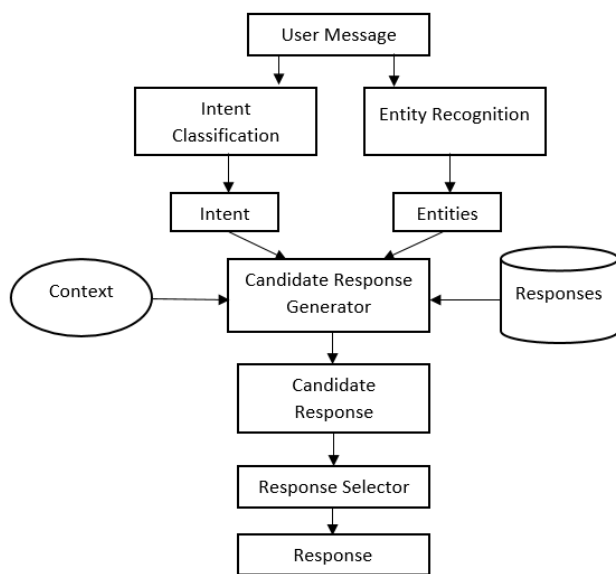 User Message
Intent
Classification
Entity Recognition
Intent
Entities
Context
Candidate Response
Generator
Responses
Candidate
Response
Response Selector
Response